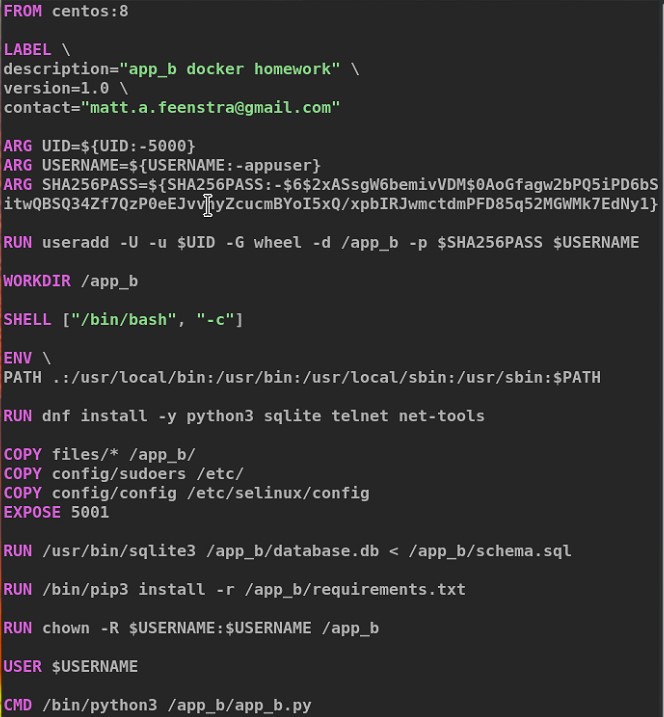 FROM centos:8
LABEL \
description="app_b docker homework" \
version=1.0 \
contact="matt.a.feenstra@gmail.com"
ARG UID=${UID:-5000}
ARG USERNAME=${USERNAME:-appuser}
ARG SHA256PASS=${SHA256PASS:-$6$2xASsgW6bemivVDM$0AoGfagw2bPQ5iPD6bS
RUN useradd -U -u $UID -G wheel -d /app_b -p $SHA256PASS $USERNAME
WORKDIR /app_b
SHELL ["/bin/bash", "-c"]
ENV \
PATH .:/usr/local/bin:/usr/bin:/usr/local/sbin:/usr/sbin:$PATH
RUN dnf install -y python3 sqlite telnet net-tools
COPY files/* /app_b/
COPY config/sudoers /etc/
COPY config/config /etc/selinux/config
EXPOSE 5001
RUN /usr/bin/sqlite3 /app_b/database.db < /app_b/schema.sql
RUN /bin/pip3 install -r /app_b/requirements.txt
RUN chown -R $USERNAME:$USERNAME /app_b
USER $USERNAME
CMD /bin/python3 /app_b/app_b.py